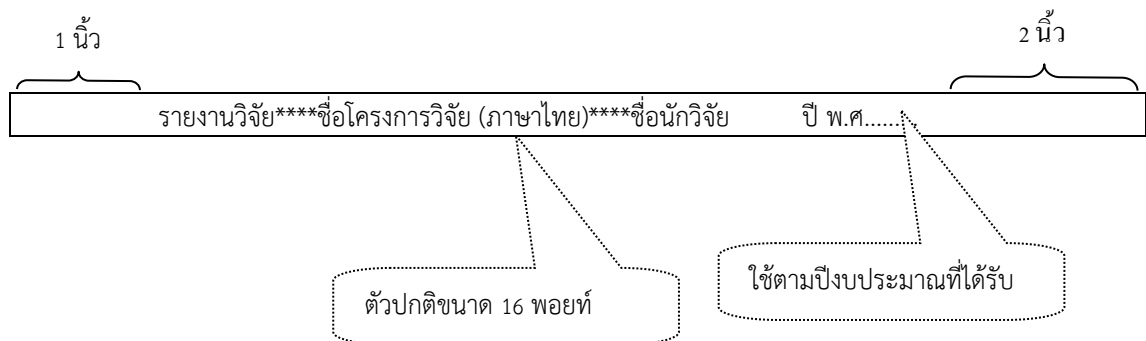 1 นิ้ว
2 นิ้ว
รายงานวิจัย****ชื่อโครงการวิจัย (ภาษาไทย)****ชื่อนักวิจัย ปี พ.ศ.........
ใช้ตามปีงบประมาณที่ได้รับ
ตัวปกติขนาด 16 พอยท์